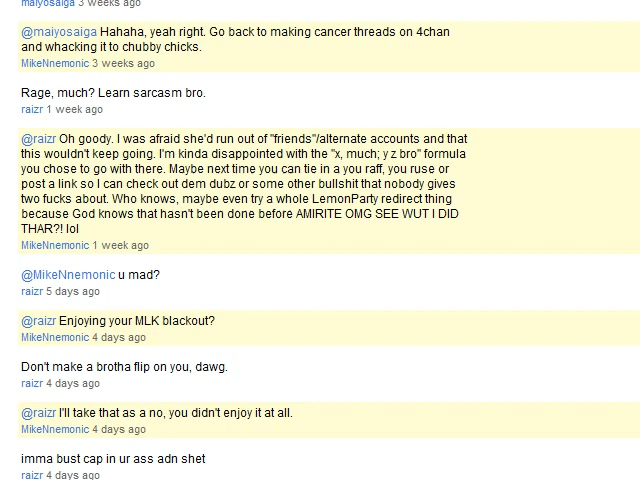 maiyosaiga 3 weeks ago
@maiyosaiga Hahaha, yeah right. Go back to making cancer threads on 4chan
and whacking it to chubby chicks.
MikeNnemonic 3 weeks ago
Rage, much? Learn sarcasm bro.
raizr 1 week ago
@raizr Oh goody. I was afraid she'd run out of "friends"/alternate accounts and that
this wouldn't keep going. I'm kinda disappointed with the "x, much; y z bro" formula
you chose to go with there. Maybe next time you can tie in a you raff, you ruse or
post a link so I can check out dem dubz or some other bullshit that nobody gives
two fucks about. Who knows, maybe even try a whole LemonParty redirect thing
because God knows that hasn't been done before AMIRITE OMG SEE WUT I DID
THAR?! lol
MikeNnemonic 1 week ago
@MikeNnemonic u mad?
raizr 5 days ago
@raizr Enjoying your MLK blackout?
MikeNnemonic 4 days ago
Don't make a brotha flip on you, dawg.
raizr 4 days ago
@raizr I'll take that as a no, you didn't enjoy it at all.
MikeNnemonic 4 days ago
imma bust cap in ur ass adn shet
raizr 4 days ago